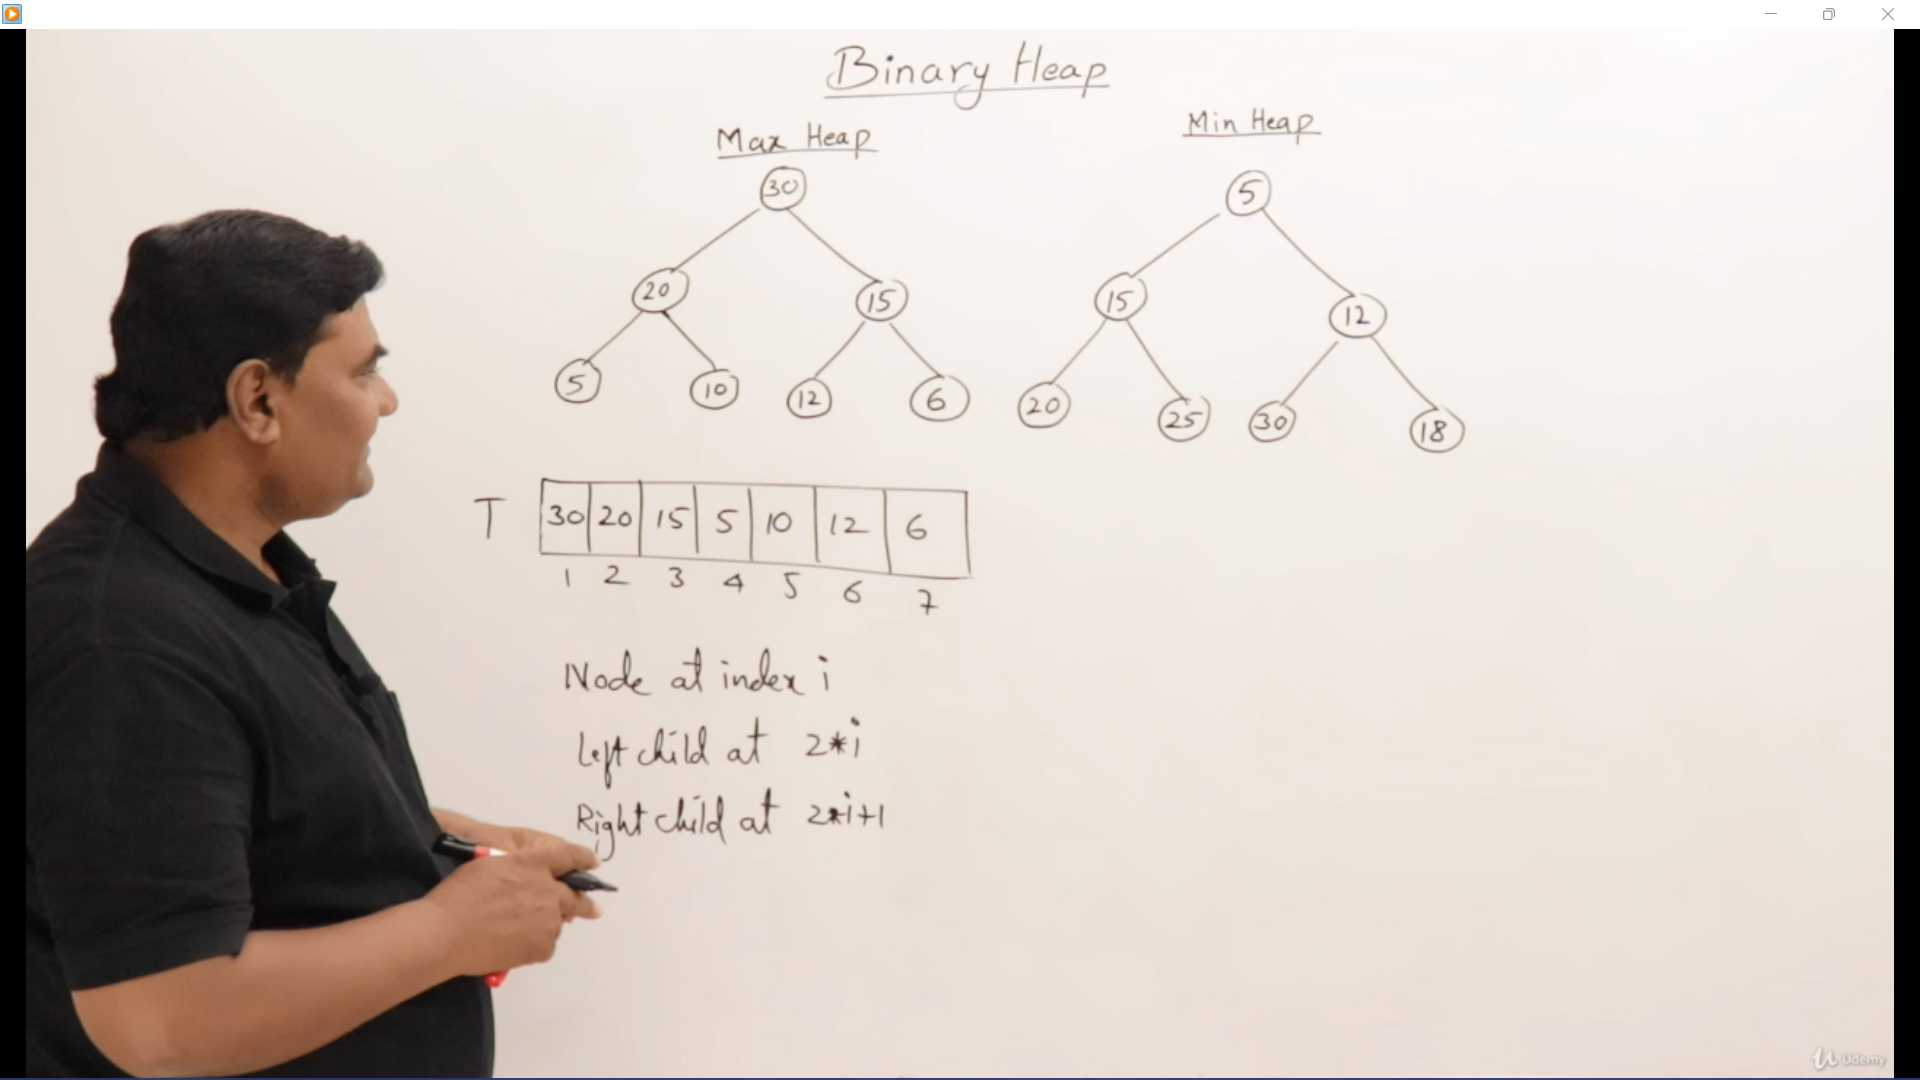 Binary Heap
Max Heap
30
20 15
5 10 12 6
Min Heap
5
15 12
20 25 30 18
T 30 20 15 5 10 12 6
1 2 3 4 5 6 7
Node at index i
Left child at 2*i
Right child at 2*i+1
Udemy